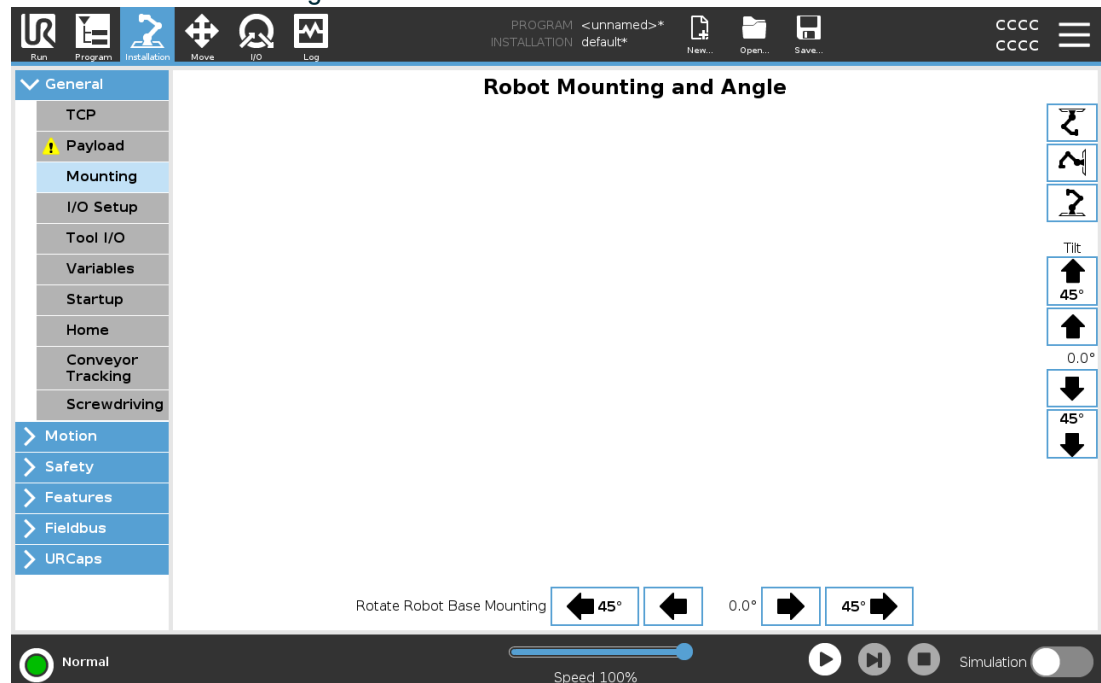 PROGRAM <unnamed>*
INSTALLATION default*
CCCC
CCCC
UR
Run Program Installation Move I/O Log New... Open... Save...
General
TCP
Payload
Mounting
I/O Setup
Tool I/O
Variables
Startup
Home
Conveyor
Tracking
Screwdriving
Motion
Safety
Features
Fieldbus
URCaps
Robot Mounting and Angle
Tilt
45°
0.0°
45°
Rotate Robot Base Mounting 45° 0.0° 45°
Normal
Speed 100%
Simulation